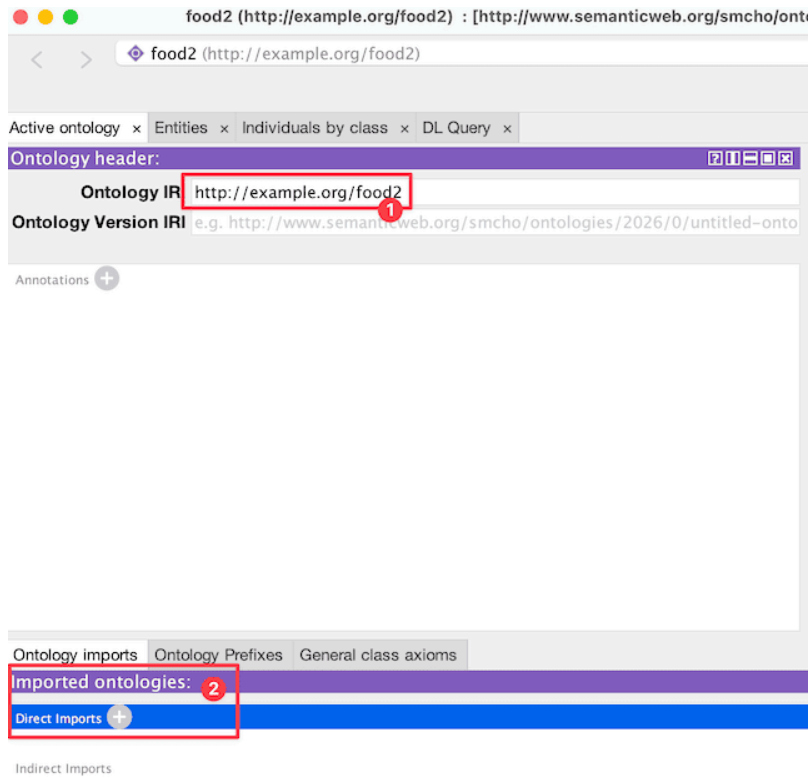 food2 (http://example.org/food2) : [http://www.semanticweb.org/smcho/onto
food2 (http://example.org/food2)
Active ontology × Entities × Individuals by class × DL Query ×
Ontology header:
Ontology IR http://example.org/food2
1
Ontology Version IRI e.g. http://www.semanticweb.org/smcho/ontologies/2026/0/untitled-onto
Annotations +
Ontology imports Ontology Prefixes General class axioms
Imported ontologies: 2
Direct Imports +
Indirect Imports